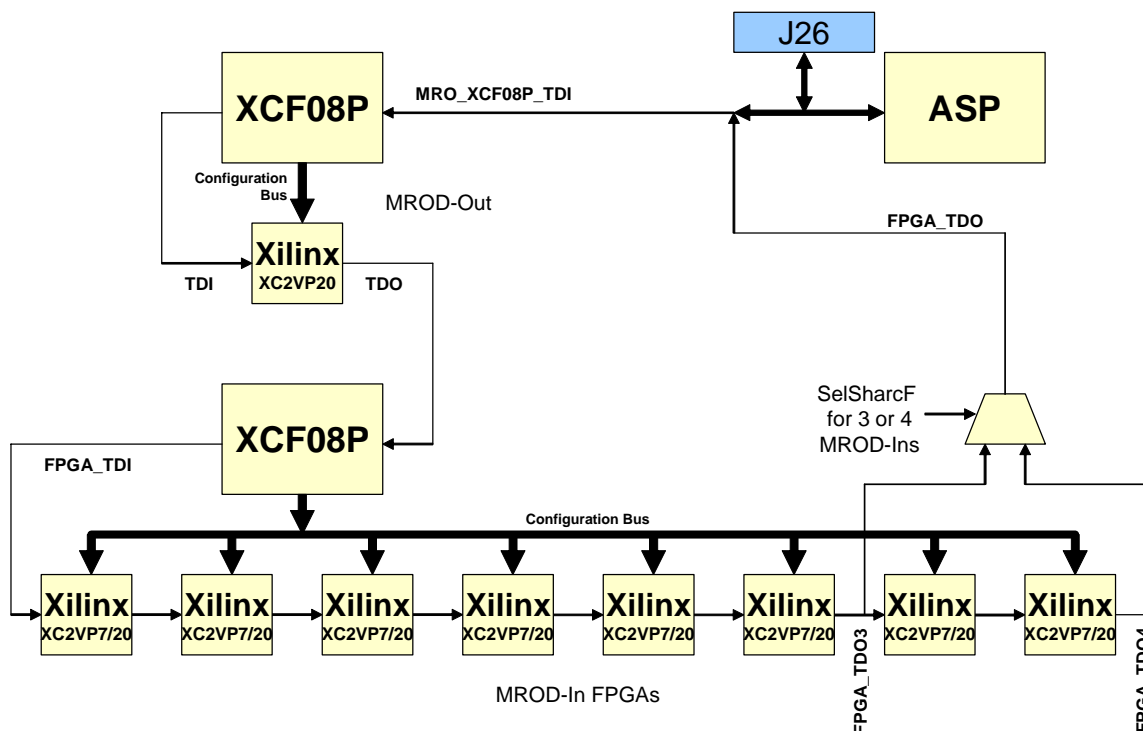 J26
XCF08P
MRO_XCF08P_TDI
ASP
Configuration
Bus
MROD-Out
FPGA_TDO
Xilinx
XC2VP20
TDI
TDO
SelSharcF
for 3 or 4
MROD-Ins
XCF08P
FPGA_TDI
Configuration Bus
Xilinx
XC2VP7/20
Xilinx
XC2VP7/20
Xilinx
XC2VP7/20
Xilinx
XC2VP7/20
Xilinx
XC2VP7/20
Xilinx
XC2VP7/20
Xilinx
XC2VP7/20
Xilinx
XC2VP7/20
FPGA_TDO3
FPGA_TDO4
MROD-In FPGAs